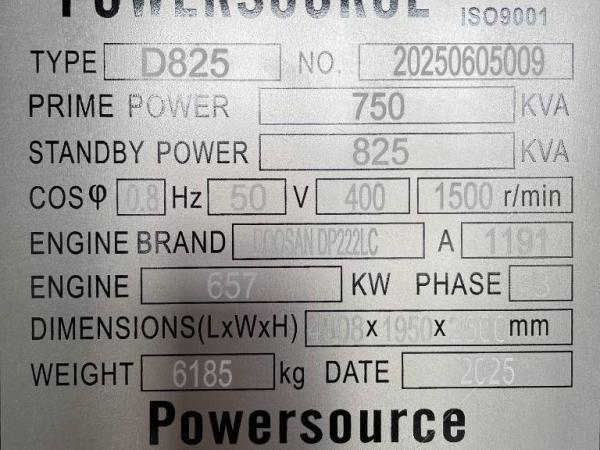 POWERSOURCE ISO9001
TYPE D825 NO. 20250605009
PRIME POWER 750 KVA
STANDBY POWER 825 KVA
COSφ 0.8 Hz 50 V 400 1500 r/min
ENGINE BRAND DOOSAN DP222LC A 1191
ENGINE 657 KW PHASE 3
DIMENSIONS(LxWxH) x 1950 x mm
WEIGHT 6185 kg DATE 2025
Powersource